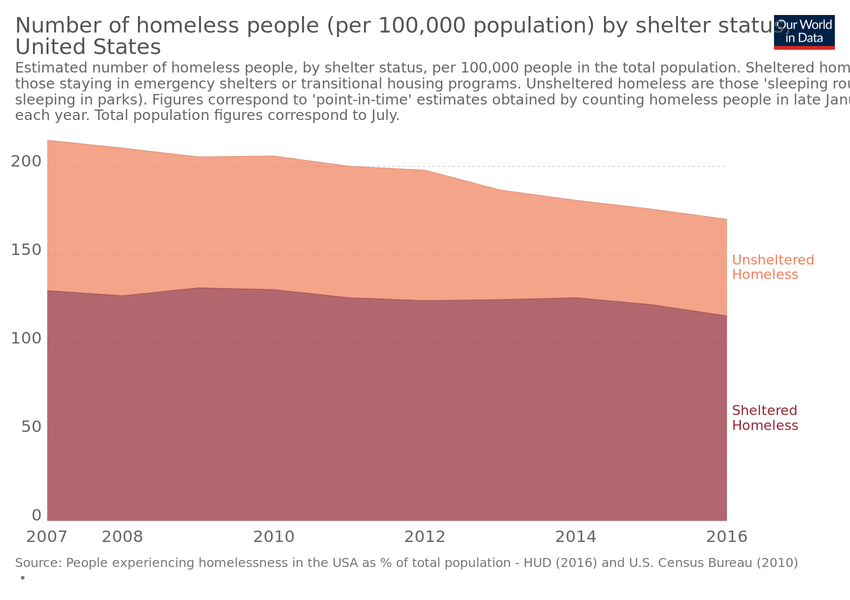 Number of homeless people (per 100,000 population) by shelter status,
United States
Our World
in Data
Estimated number of homeless people, by shelter status, per 100,000 people in the total population. Sheltered hom
those staying in emergency shelters or transitional housing programs. Unsheltered homeless are those 'sleeping rou
sleeping in parks). Figures correspond to 'point-in-time' estimates obtained by counting homeless people in late Janu
each year. Total population figures correspond to July.
200
150
100
50
0
Unsheltered
Homeless
Sheltered
Homeless
2007 2008 2010 2012 2014 2016
Source: People experiencing homelessness in the USA as % of total population - HUD (2016) and U.S. Census Bureau (2010)
•